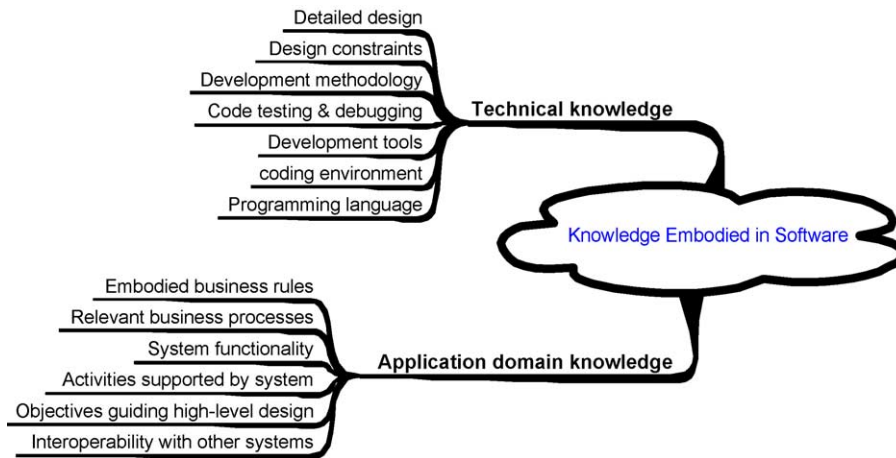 Detailed design
Design constraints
Development methodology
Code testing & debugging
Development tools
coding environment
Programming language
Technical knowledge
Knowledge Embodied in Software
Embodied business rules
Relevant business processes
System functionality
Activities supported by system
Objectives guiding high-level design
Interoperability with other systems
Application domain knowledge